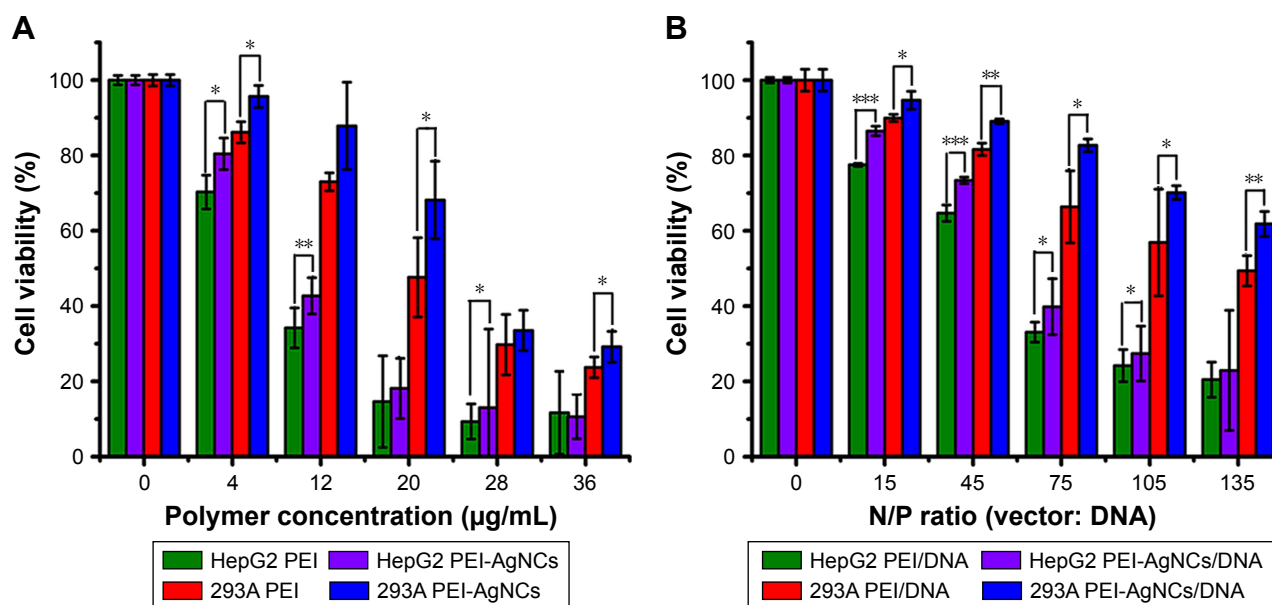 A
Cell viability (%)
100
80
60
40
20
0
* *
* **
*
*
*
0 4 12 20 28 36
Polymer concentration (µg/mL)
HepG2 PEI HepG2 PEI-AgNCs
293A PEI 293A PEI-AgNCs
B
Cell viability (%)
100
80
60
40
20
0
*** *
*** **
* *
* *
**
0 15 45 75 105 135
N/P ratio (vector: DNA)
HepG2 PEI/DNA HepG2 PEI-AgNCs/DNA
293A PEI/DNA 293A PEI-AgNCs/DNA